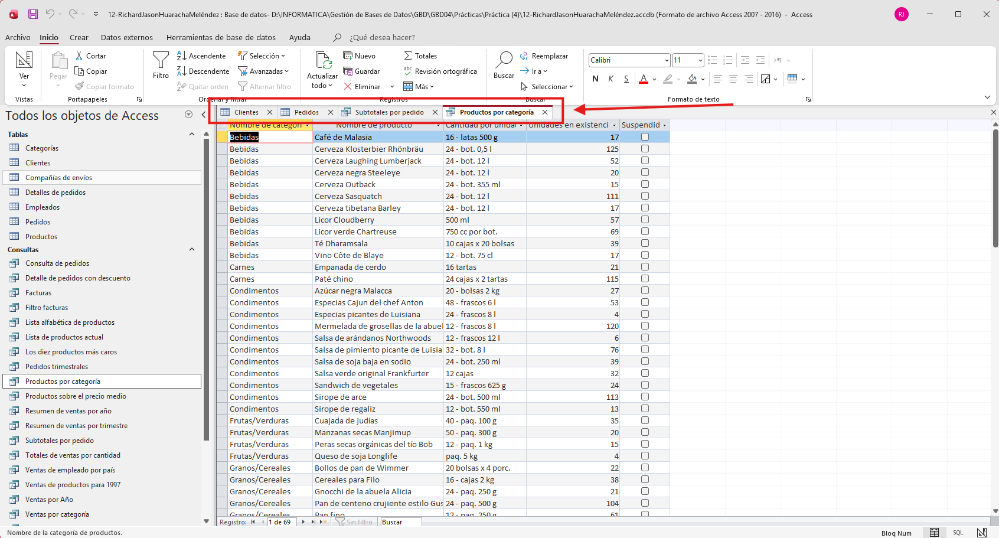 12-RichardJasonHuarachaMeléndez : Base de datos- D:\INFORMATICA\Gestión de Bases de Datos\GBD\GBD04\Prácticas\Práctica (4)\12-RichardJasonHuarachaMeléndez.accdb (Formato de archivo Access 2007 - 2016) - Access
RJ
Archivo Inicio Crear Datos externos Herramientas de base de datos Ayuda ¿Qué desea hacer?
Ver
Vistas
Pegar
Cortar
Copiar
Copiar formato
Portapapeles
Filtro
Ascendente
Descendente
Quitar orden
Selección
Avanzadas
Alternar filtro
Ordenar y filtrar
Actualizar
todo
Nuevo
Guardar
Eliminar
Totales
Revisión ortográfica
Más
Registros
Buscar
Reemplazar
Ir a
Seleccionar
Buscar
Calibri 11
N K S A
Formato de texto
Todos los objetos de Access
Tablas
Categorías
Clientes
Compañías de envíos
Detalles de pedidos
Empleados
Pedidos
Productos
Consultas
Consulta de pedidos
Detalle de pedidos con descuento
Facturas
Filtro facturas
Lista alfabética de productos
Lista de productos actual
Los diez productos más caros
Pedidos trimestrales
Productos por categoría
Productos sobre el precio medio
Resumen de ventas por año
Resumen de ventas por trimestre
Subtotales por pedido
Totales de ventas por cantidad
Ventas de empleado por país
Ventas de productos para 1997
Ventas por Año
Ventas por categoría
Clientes Pedidos Subtotales por pedido Productos por categoría
Nombre de categorí Nombre de producto Cantidad por unidad Unidades en existencia Suspendid
Bebidas Café de Malasia 16 - latas 500 g 17
Bebidas Cerveza Klosterbier Rhönbräu 24 - bot. 0,5 l 125
Bebidas Cerveza Laughing Lumberjack 24 - bot. 12 l 52
Bebidas Cerveza negra Steeleye 24 - bot. 12 l 20
Bebidas Cerveza Outback 24 - bot. 355 ml 15
Bebidas Cerveza Sasquatch 24 - bot. 12 l 111
Bebidas Cerveza tibetana Barley 24 - bot. 12 l 17
Bebidas Licor Cloudberry 500 ml 57
Bebidas Licor verde Chartreuse 750 cc por bot. 69
Bebidas Té Dharamsala 10 cajas x 20 bolsas 39
Bebidas Vino Côte de Blaye 12 - bot. 75 cl 17
Carnes Empanada de cerdo 16 tartas 21
Carnes Paté chino 24 cajas x 2 tartas 115
Condimentos Azúcar negra Malacca 20 - bolsas 2 kg 27
Condimentos Especias Cajun del chef Anton 48 - frascos 6 l 53
Condimentos Especias picantes de Luisiana 24 - frascos 8 l 4
Condimentos Mermelada de grosellas de la abuel 12 - frascos 8 l 120
Condimentos Salsa de arándanos Northwoods 12 - frascos 12 l 6
Condimentos Salsa de pimiento picante de Luisia 32 - bot. 8 l 76
Condimentos Salsa de soja baja en sodio 24 - bot. 250 ml 39
Condimentos Salsa verde original Frankfurter 12 cajas 32
Condimentos Sandwich de vegetales 15 - frascos 625 g 24
Condimentos Sirope de arce 24 - bot. 500 ml 113
Condimentos Sirope de regaliz 12 - bot. 550 ml 13
Frutas/Verduras Cuajada de judías 40 - paq. 100 g 35
Frutas/Verduras Manzanas secas Manjimup 50 - paq. 300 g 20
Frutas/Verduras Peras secas orgánicas del tío Bob 12 - paq. 1 kg 15
Frutas/Verduras Queso de soja Longlife paq. 5 kg 4
Granos/Cereales Bollos de pan de Wimmer 20 bolsas x 4 porc. 22
Granos/Cereales Cereales para Filo 16 - cajas 2 kg 38
Granos/Cereales Gnocchi de la abuela Alicia 24 - paq. 250 g 21
Granos/Cereales Pan de centeno crujiente estilo Gus 24 - paq. 500 g 104
Granos/Cereales Pan fino 12 - paq. 250 g 61
Registro: 1 de 69 Sin filtro Buscar
Nombre de la categoría de productos.
Bloq Num SQL